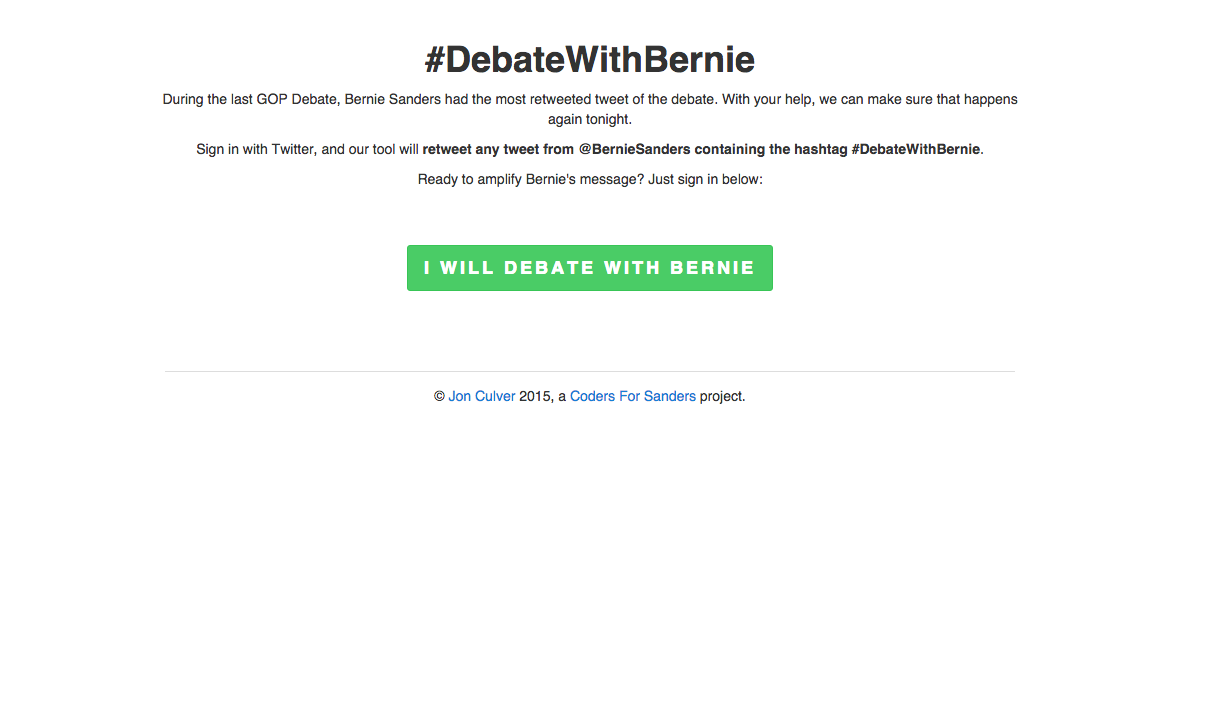 #DebateWithBernie
During the last GOP Debate, Bernie Sanders had the most retweeted tweet of the debate. With your help, we can make sure that happens
again tonight.
Sign in with Twitter, and our tool will retweet any tweet from @BernieSanders containing the hashtag #DebateWithBernie.
Ready to amplify Bernie's message? Just sign in below:
I WILL DEBATE WITH BERNIE
© Jon Culver 2015, a Coders For Sanders project.